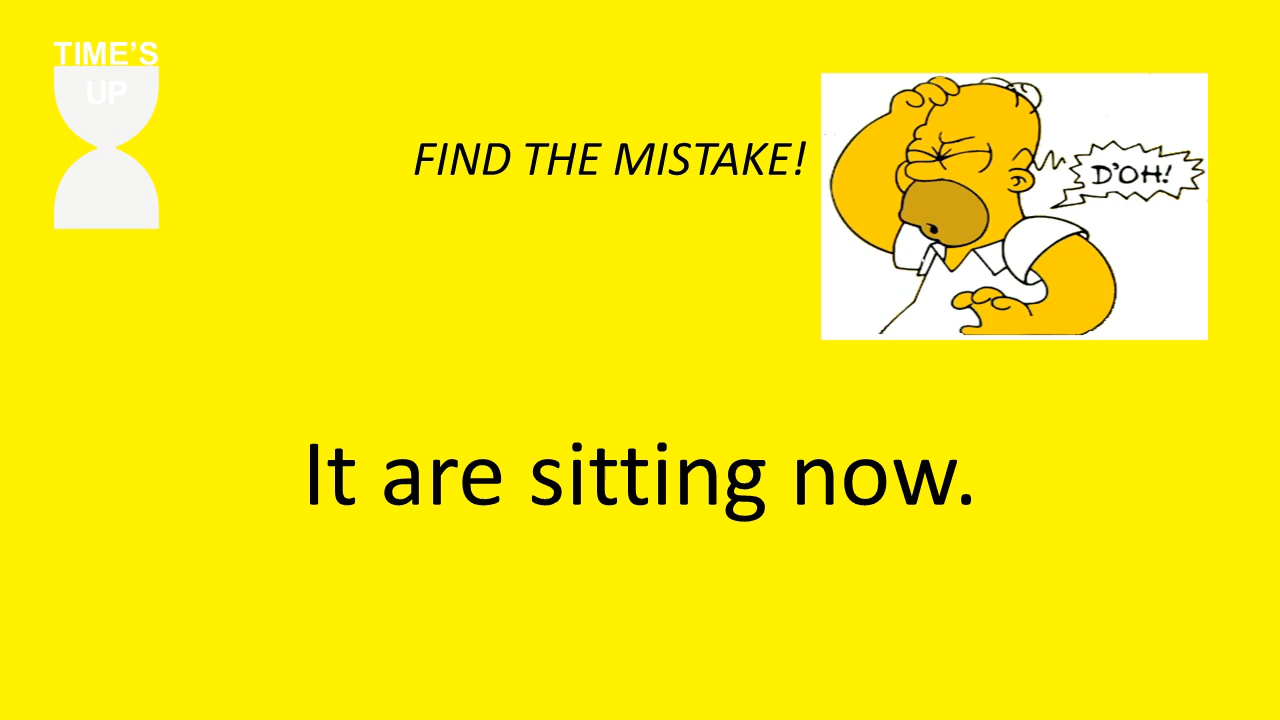 TIME’S
UP
FIND THE MISTAKE!
D'OH!
It are sitting now.